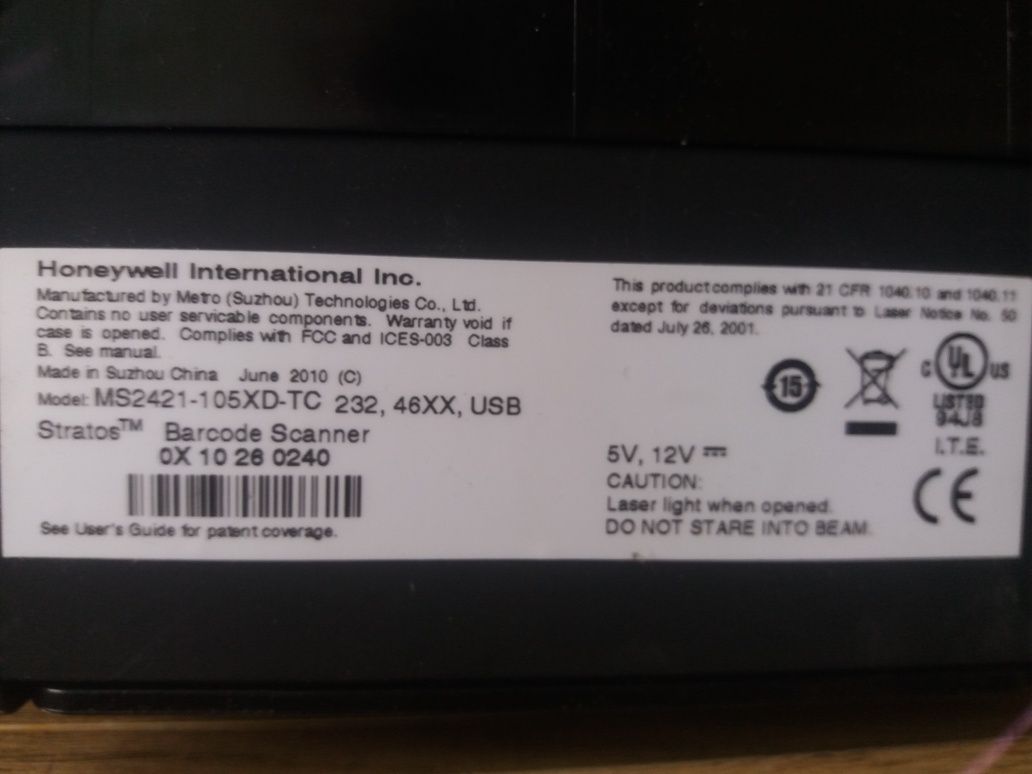 Honeywell International Inc.
Manufactured by Metro (Suzhou) Technologies Co., Ltd.
Contains no user servicable components. Warranty void if
case is opened. Complies with FCC and ICES-003 Class
B. See manual.
Made in Suzhou China June 2010 (C)
Model: MS2421-105XD-TC 232, 46XX, USB
Stratos™ Barcode Scanner
0X 10 26 0240
See User's Guide for patent coverage.
This product complies with 21 CFR 1040.10 and 1040.11
except for deviations pursuant to Laser Notice No. 50
dated July 26, 2001.
15
C UL US
LISTED
94J8
I.T.E.
5V, 12V
CAUTION:
Laser light when opened.
DO NOT STARE INTO BEAM.
CE